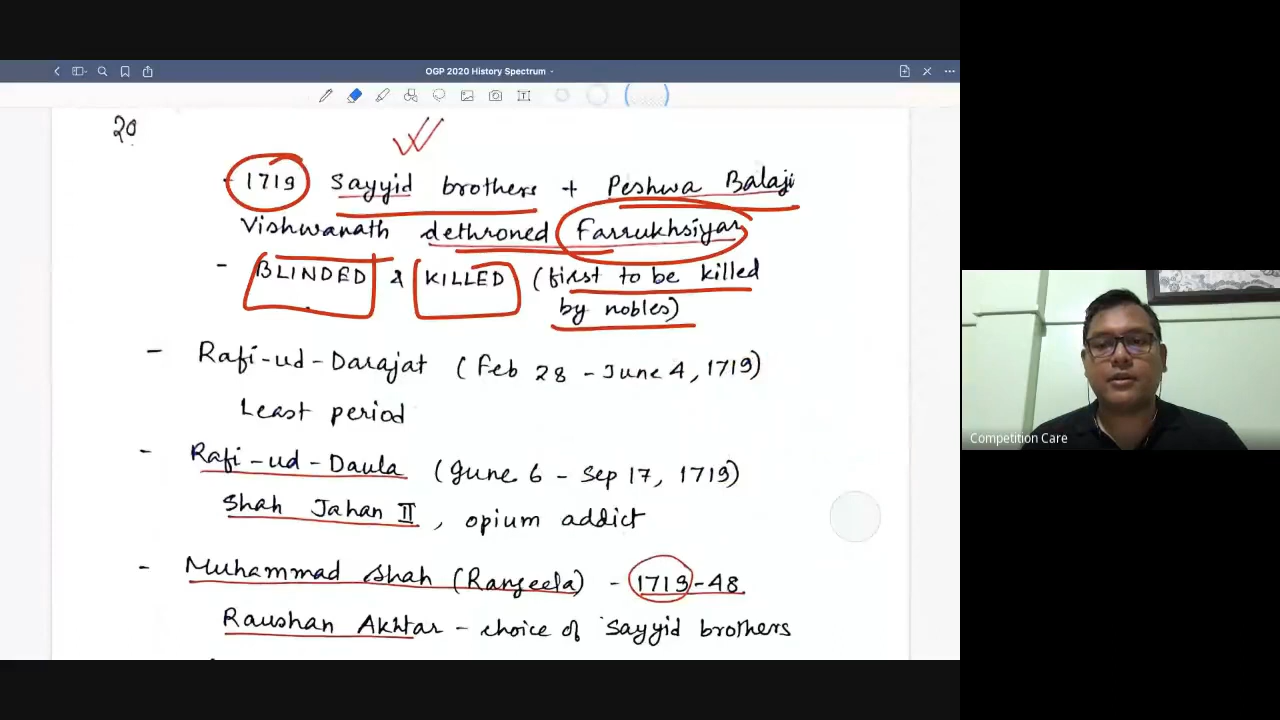 OGP 2020 History Spectrum
20
- 1719 Sayyid brothers + Peshwa Balaji
Vishwanath dethroned Farrukhsiyar
- BLINDED & KILLED (first to be killed
by nobles)
- Rafi-ud-Darajat (Feb 28 - June 4, 1719)
Least period
- Rafi-ud-Daula (June 6 - Sep 17, 1719)
Shah Jahan II, opium addict
- Muhammad Shah (Rangeela) - 1719-48
Raushan Akhtar - choice of Sayyid brothers
Competition Care